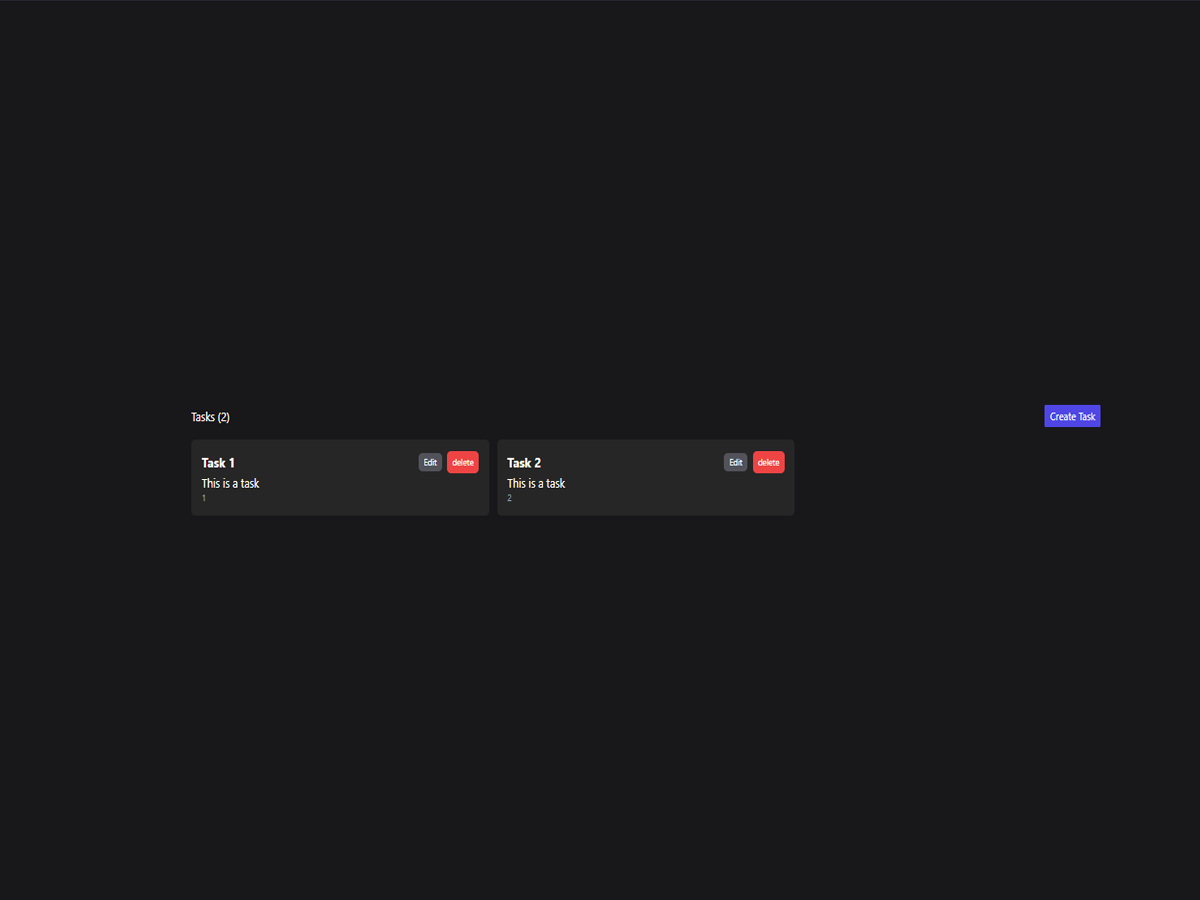 Tasks (2)
Create Task
Task 1
Edit
delete
This is a task
1
Task 2
Edit
delete
This is a task
2